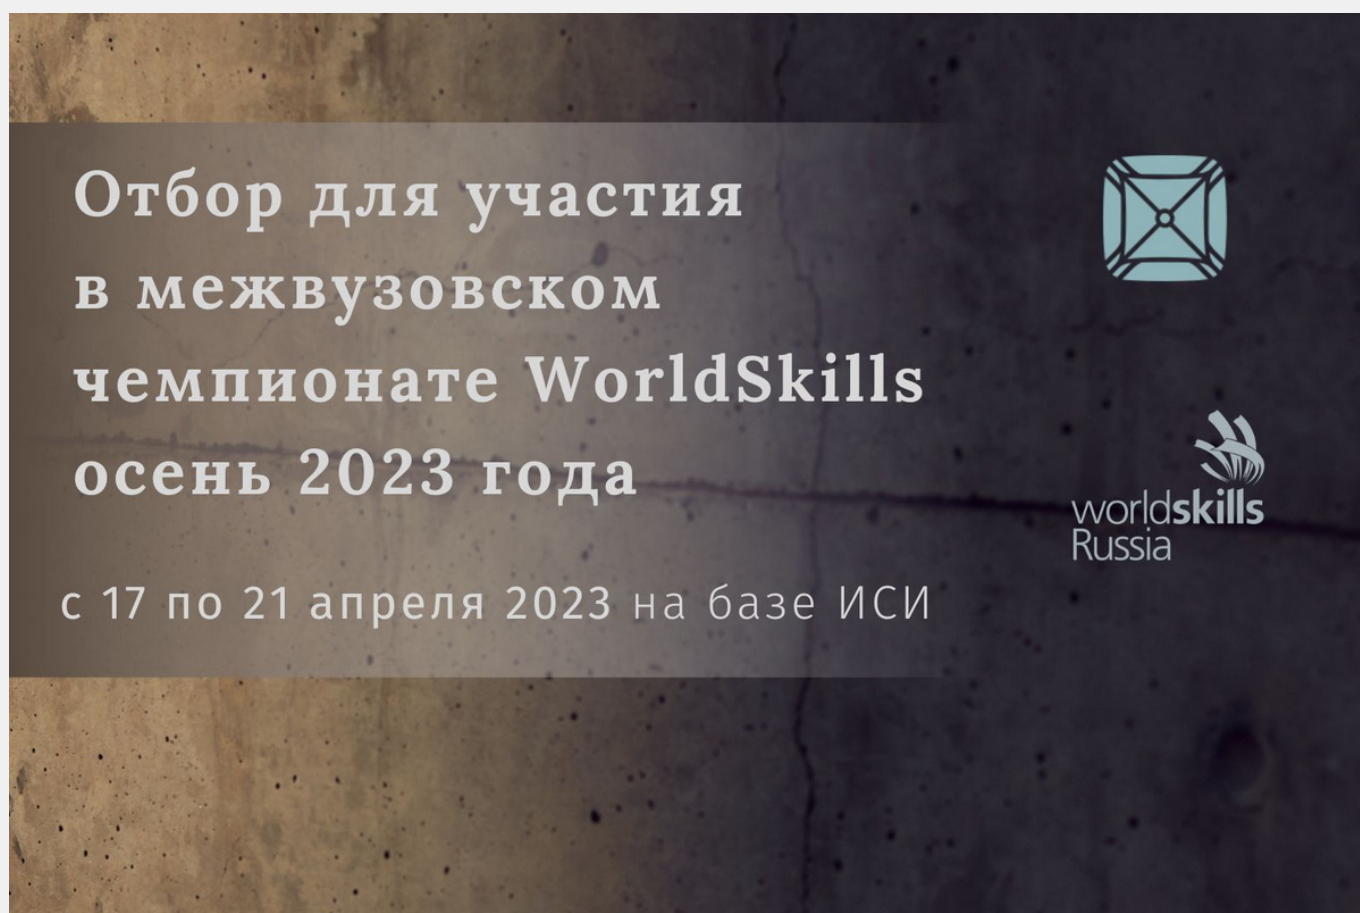 Отбор для участия
в межвузовском
чемпионате WorldSkills
осень 2023 года
с 17 по 21 апреля 2023 на базе ИСИ
worldskills
Russia